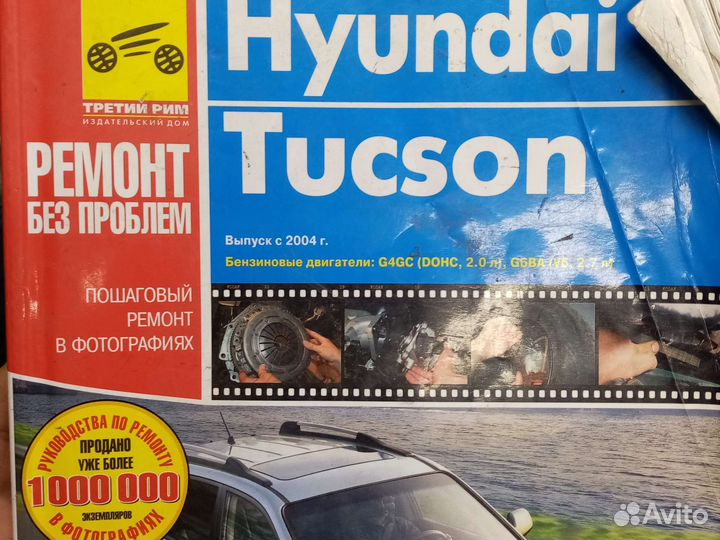 Hyundai
Tucson
ТРЕТИЙ РИМ
ИЗДАТЕЛЬСКИЙ ДОМ
РЕМОНТ
БЕЗ ПРОБЛЕМ
Выпуск с 2004 г.
Бензиновые двигатели: G4GC (DOHC, 2.0 л), G6BA (V6, 2.7 л)
ПОШАГОВЫЙ
РЕМОНТ
В ФОТОГРАФИЯХ
РУКОВОДСТВА ПО РЕМОНТУ
ПРОДАНО
УЖЕ БОЛЕЕ
1 000 000
ЭКЗЕМПЛЯРОВ
В ФОТОГРАФИЯХ
Avito